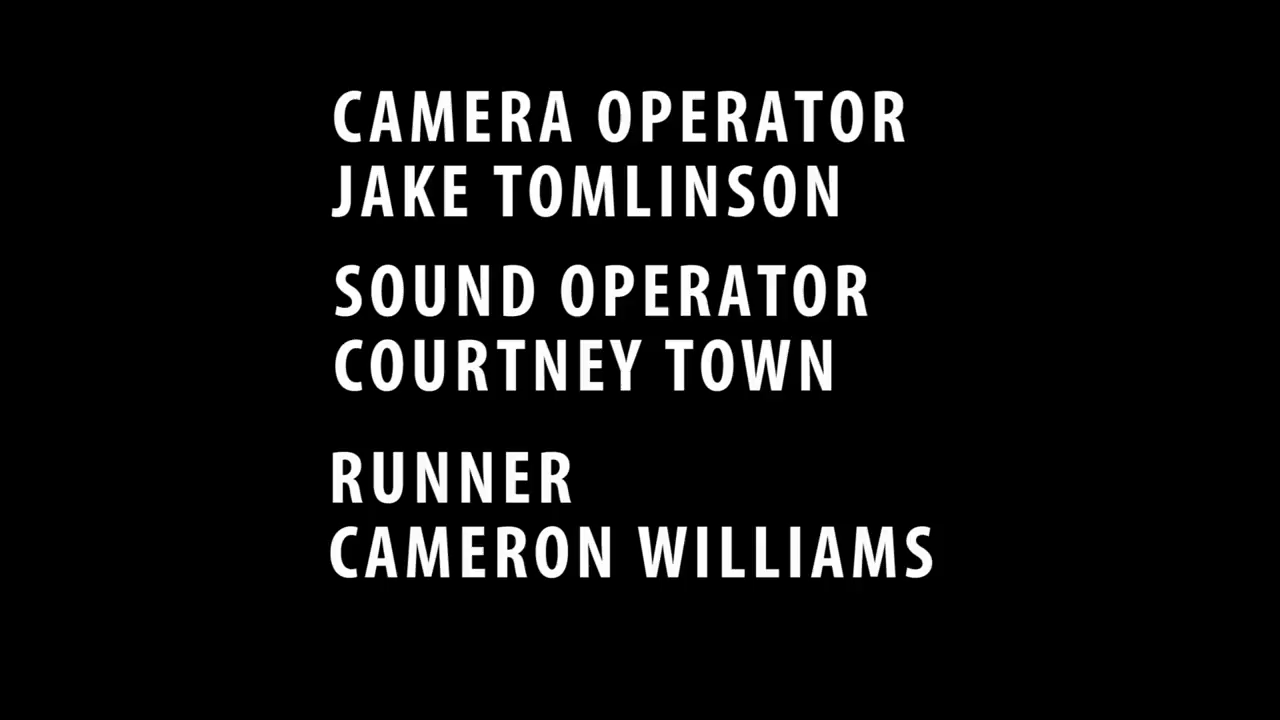 CAMERA OPERATOR
JAKE TOMLINSON
SOUND OPERATOR
COURTNEY TOWN
RUNNER
CAMERON WILLIAMS